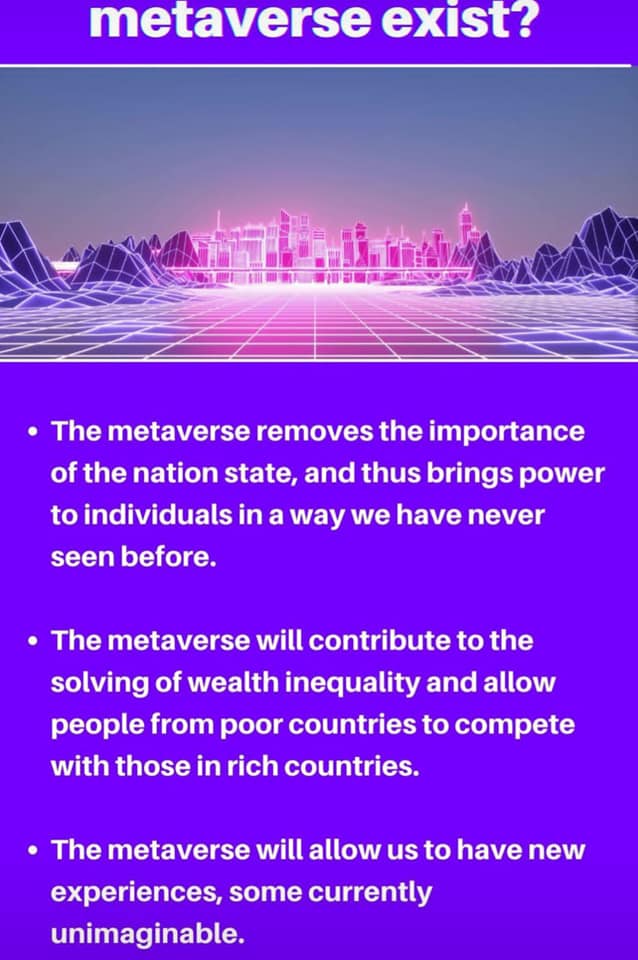 metaverse exist?
• The metaverse removes the importance
of the nation state, and thus brings power
to individuals in a way we have never
seen before.
• The metaverse will contribute to the
solving of wealth inequality and allow
people from poor countries to compete
with those in rich countries.
• The metaverse will allow us to have new
experiences, some currently
unimaginable.